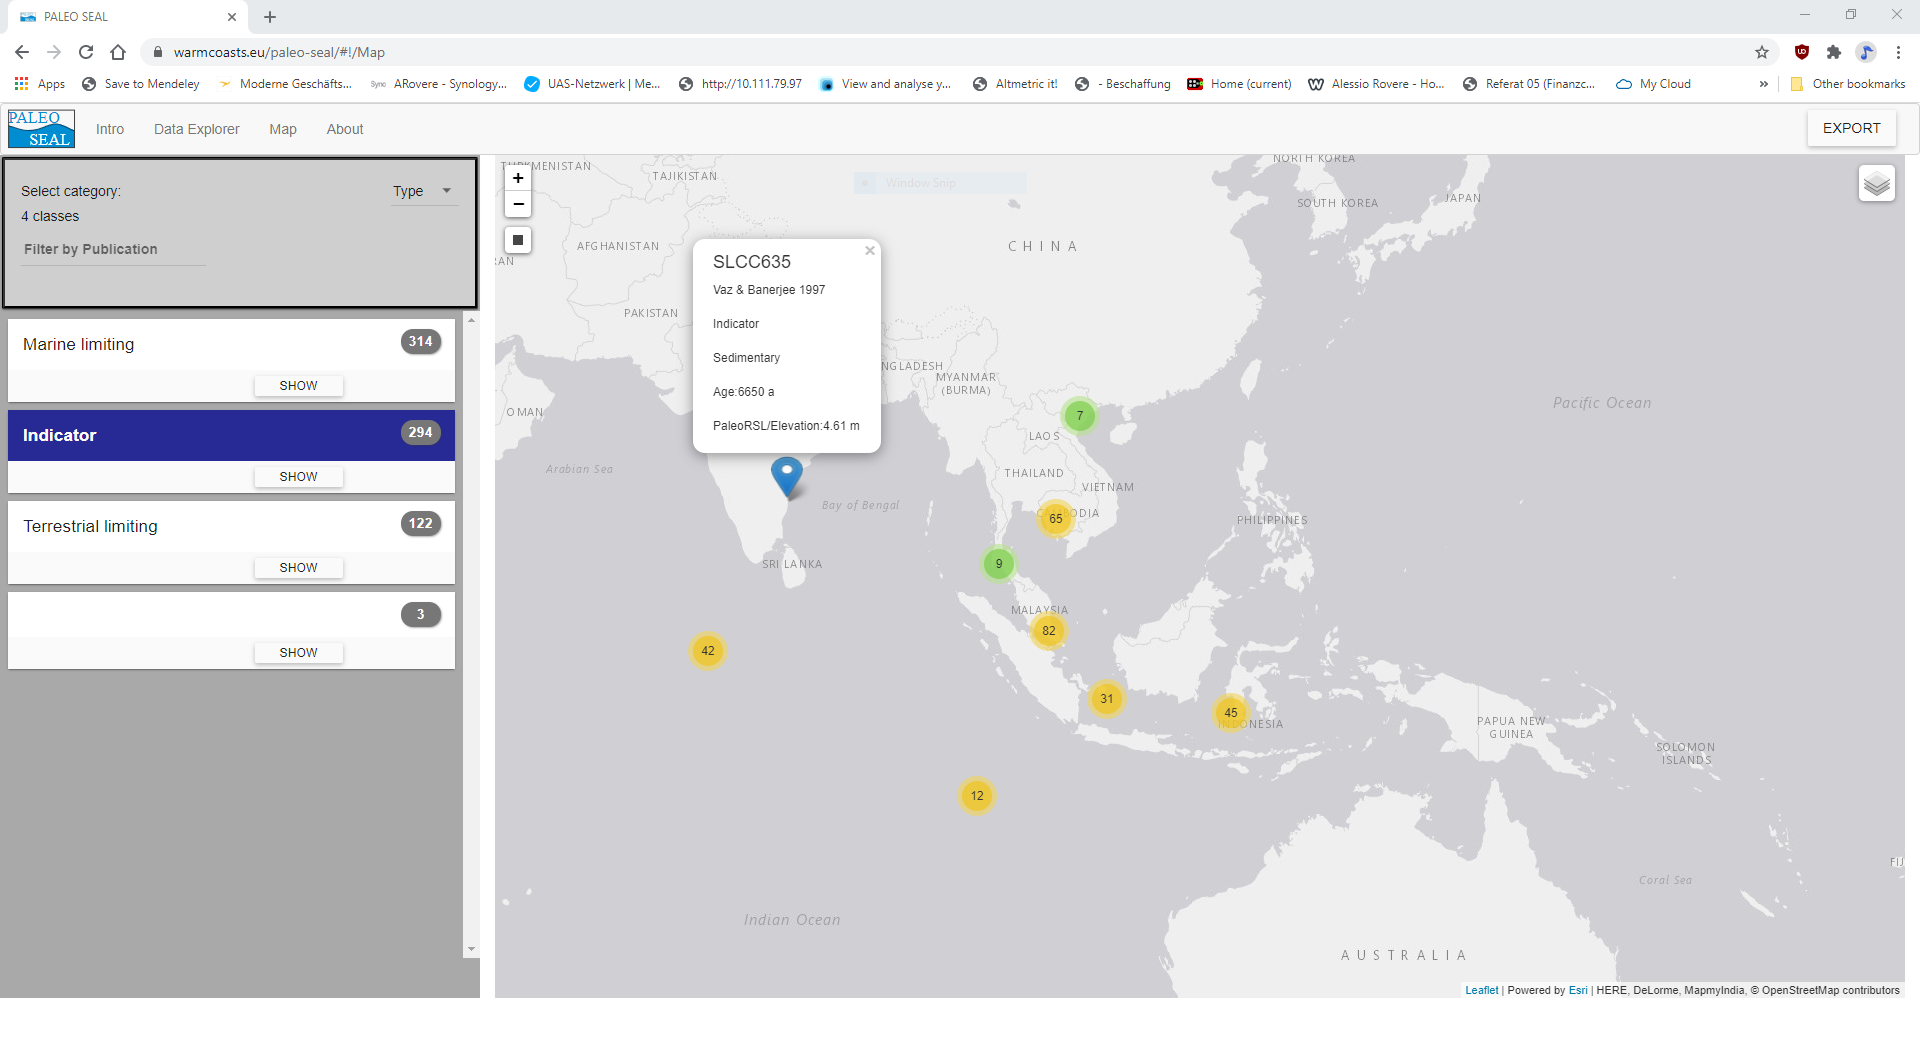 PALEO SEAL
warmcoasts.eu/paleo-seal/#!/Map
Apps
Save to Mendeley
Moderne Geschäfts...
Sync
ARovere - Synology...
UAS-Netzwerk | Me...
http://10.111.79.97
View and analyse y...
Altmetric it!
- Beschaffung
Home (current)
Alessio Rovere - Ho...
Referat 05 (Finanzc...
My Cloud
»
Other bookmarks
PALEO
SEAL
Intro
Data Explorer
Map
About
EXPORT
Select category:
Type
4 classes
Filter by Publication
Marine limiting
314
SHOW
Indicator
294
SHOW
Terrestrial limiting
122
SHOW
3
SHOW
+
−
Window Snip
SLCC635
Vaz & Banerjee 1997
Indicator
Sedimentary
Age:6650 a
PaleoRSL/Elevation:4.61 m
×
TURKMENISTAN
TAJIKISTAN
NORTH KOREA
SOUTH KOREA
JAPAN
AFGHANISTAN
CHINA
RAN
PAKISTAN
NGLADESH
MYANMAR
(BURMA)
OMAN
Pacific Ocean
7
LAOS
Arabian Sea
THAILAND
VIETNAM
Bay of Bengal
CAMBODIA
65
PHILIPPINES
SRI LANKA
9
MALAYSIA
82
42
31
45
INDONESIA
PAPUA NEW
GUINEA
SOLOMON
ISLANDS
12
FIJ
Coral Sea
Indian Ocean
AUSTRALIA
Leaflet | Powered by Esri | HERE, DeLorme, MapmyIndia, © OpenStreetMap contributors